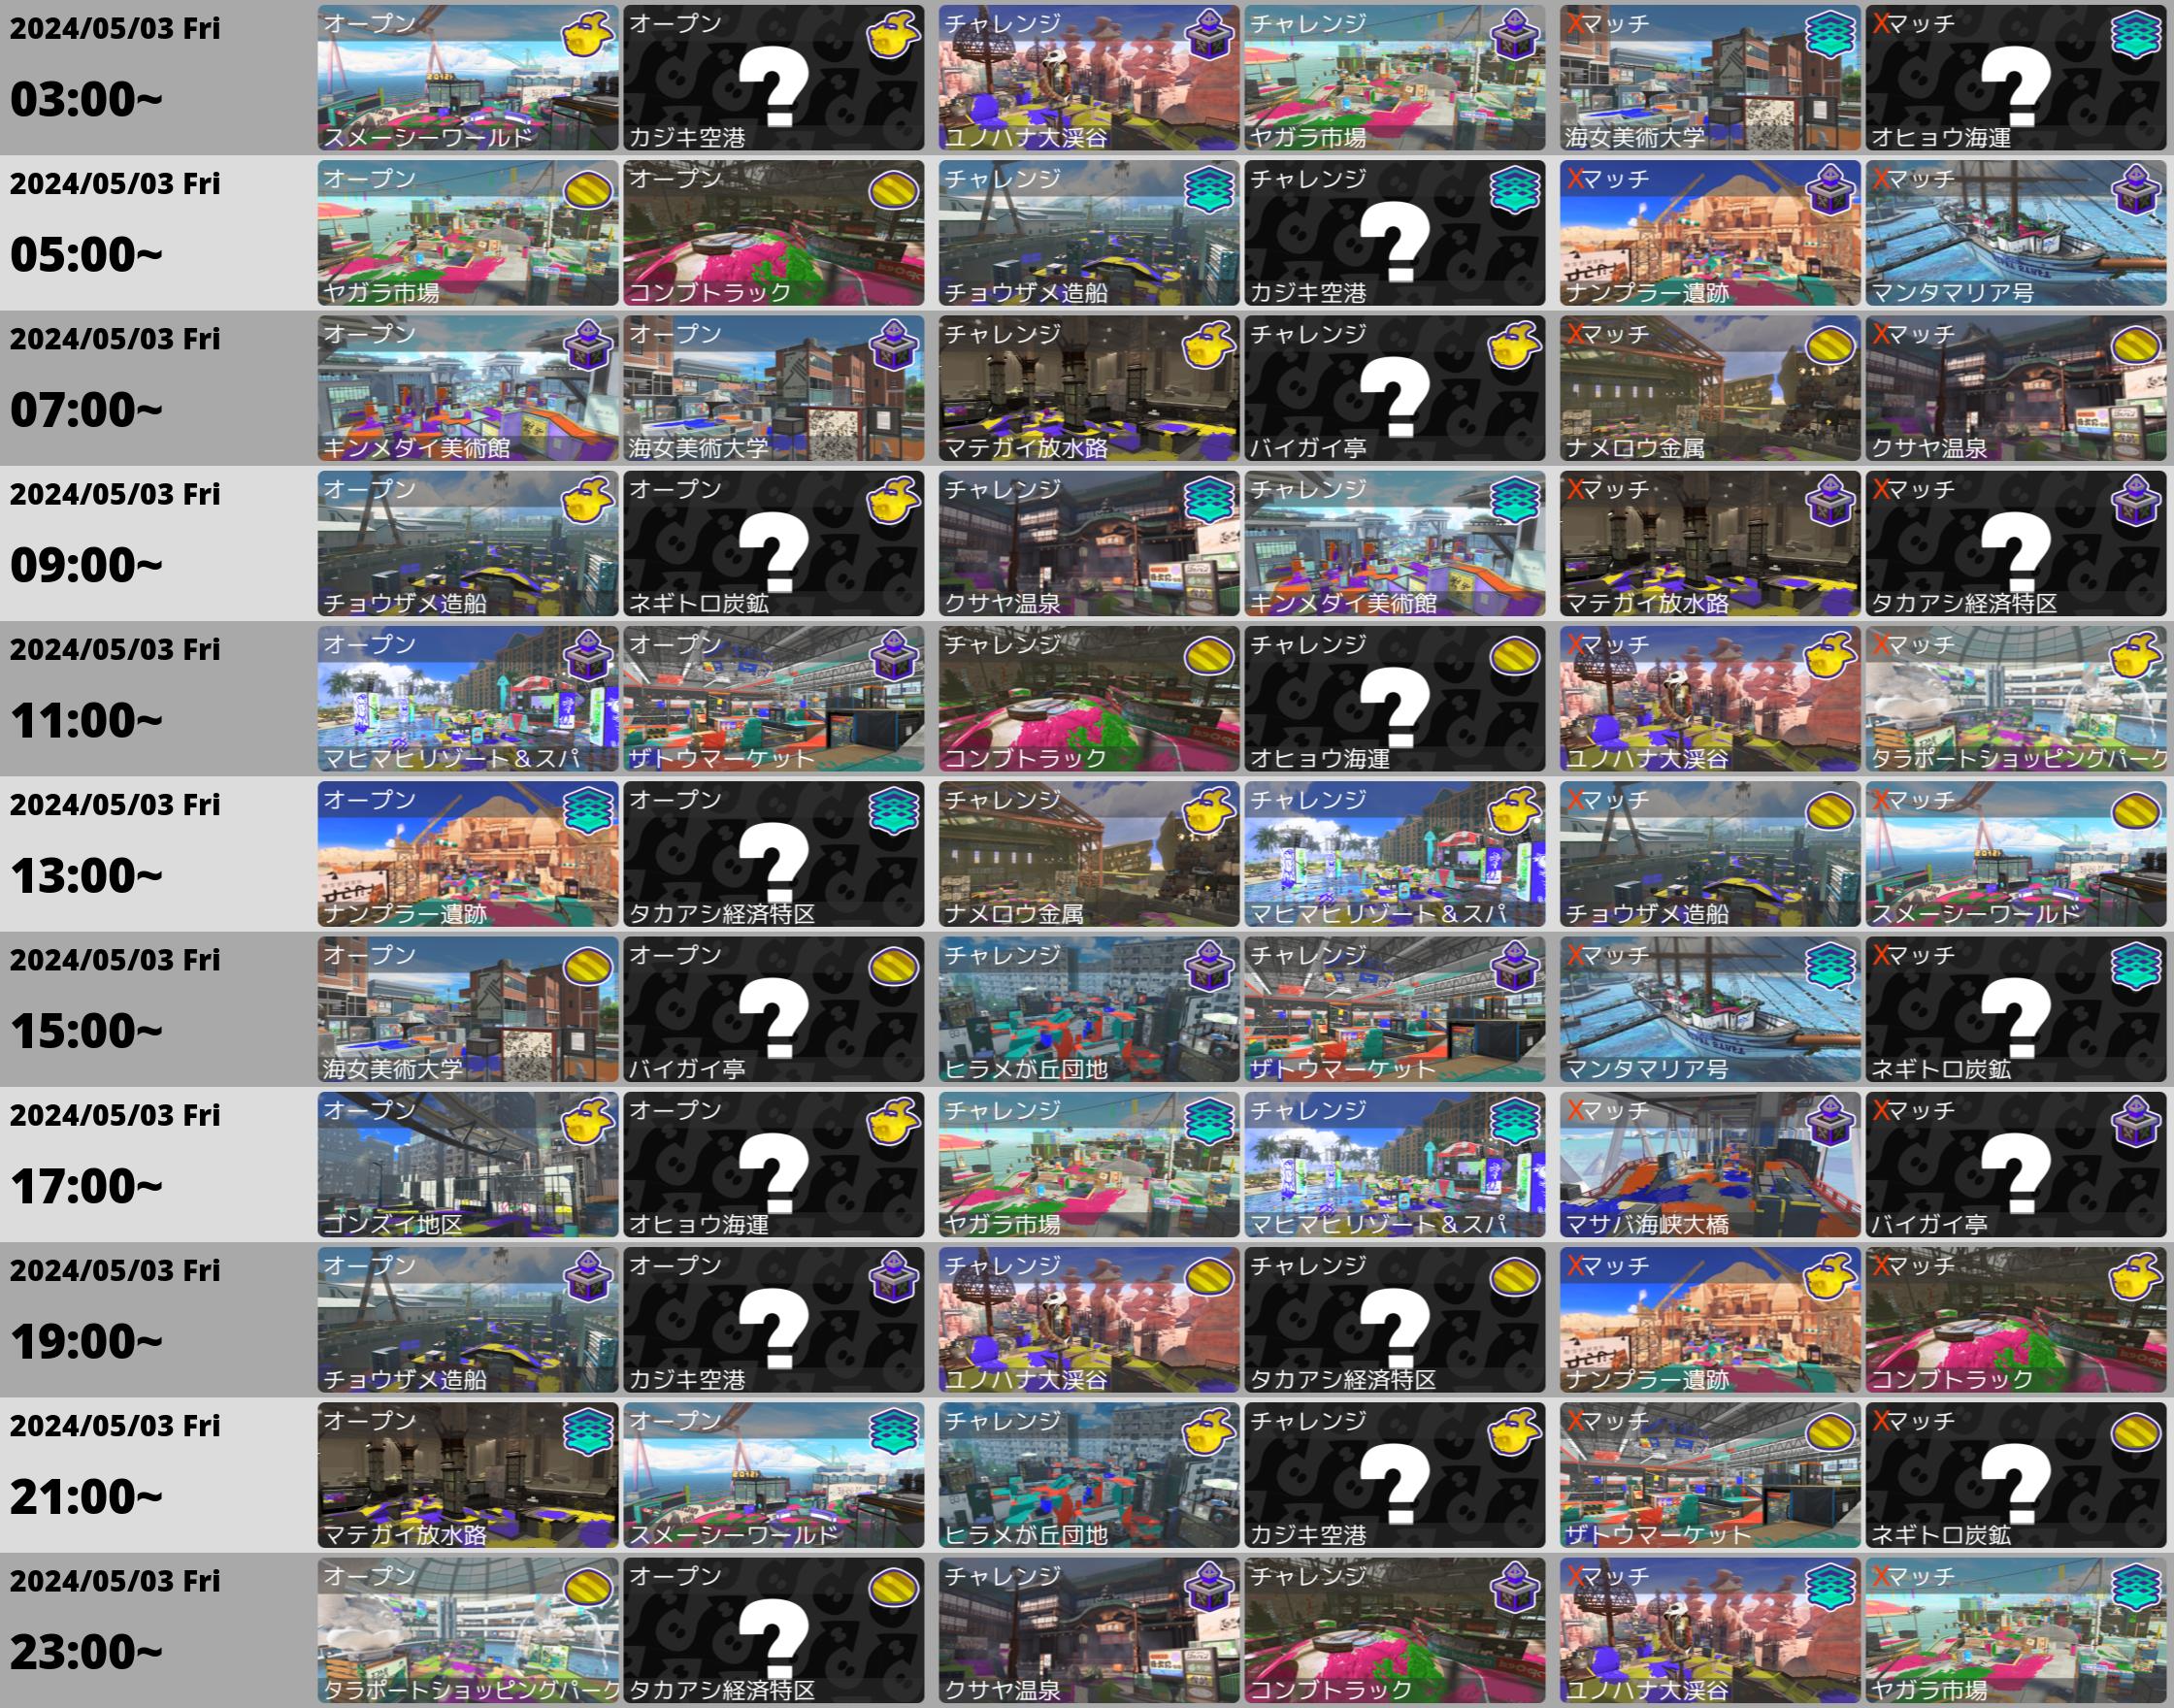 2024/05/03 Fri
03:00~
オープン
スメーシーワールド
オープン
カジキ空港
チャレンジ
ユノハナ大渓谷
チャレンジ
ヤガラ市場
Xマッチ
海女美術大学
Xマッチ
オヒョウ海運
2024/05/03 Fri
05:00~
オープン
ヤガラ市場
オープン
コンブトラック
チャレンジ
チョウザメ造船
チャレンジ
カジキ空港
Xマッチ
ナンプラー遺跡
Xマッチ
マンタマリア号
2024/05/03 Fri
07:00~
オープン
キンメダイ美術館
オープン
海女美術大学
チャレンジ
マテガイ放水路
チャレンジ
バイガイ亭
Xマッチ
ナメロウ金属
Xマッチ
クサヤ温泉
2024/05/03 Fri
09:00~
オープン
チョウザメ造船
オープン
ネギトロ炭鉱
チャレンジ
クサヤ温泉
チャレンジ
キンメダイ美術館
Xマッチ
マテガイ放水路
Xマッチ
タカアシ経済特区
2024/05/03 Fri
11:00~
オープン
マヒマヒリゾート＆スパ
オープン
ザトウマーケット
チャレンジ
コンブトラック
チャレンジ
オヒョウ海運
Xマッチ
ユノハナ大渓谷
Xマッチ
タラポートショッピングパーク
2024/05/03 Fri
13:00~
オープン
ナンプラー遺跡
オープン
タカアシ経済特区
チャレンジ
ナメロウ金属
チャレンジ
マヒマヒリゾート＆スパ
Xマッチ
チョウザメ造船
Xマッチ
スメーシーワールド
2024/05/03 Fri
15:00~
オープン
海女美術大学
オープン
バイガイ亭
チャレンジ
ヒラメが丘団地
チャレンジ
ザトウマーケット
Xマッチ
マンタマリア号
Xマッチ
ネギトロ炭鉱
2024/05/03 Fri
17:00~
オープン
ゴンズイ地区
オープン
オヒョウ海運
チャレンジ
ヤガラ市場
チャレンジ
マヒマヒリゾート＆スパ
Xマッチ
マサバ海峡大橋
Xマッチ
バイガイ亭
2024/05/03 Fri
19:00~
オープン
チョウザメ造船
オープン
カジキ空港
チャレンジ
ユノハナ大渓谷
チャレンジ
タカアシ経済特区
Xマッチ
ナンプラー遺跡
Xマッチ
コンブトラック
2024/05/03 Fri
21:00~
オープン
マテガイ放水路
オープン
スメーシーワールド
チャレンジ
ヒラメが丘団地
チャレンジ
カジキ空港
Xマッチ
ザトウマーケット
Xマッチ
ネギトロ炭鉱
2024/05/03 Fri
23:00~
オープン
タラポートショッピングパーク
オープン
タカアシ経済特区
チャレンジ
クサヤ温泉
チャレンジ
コンブトラック
Xマッチ
ユノハナ大渓谷
Xマッチ
ヤガラ市場